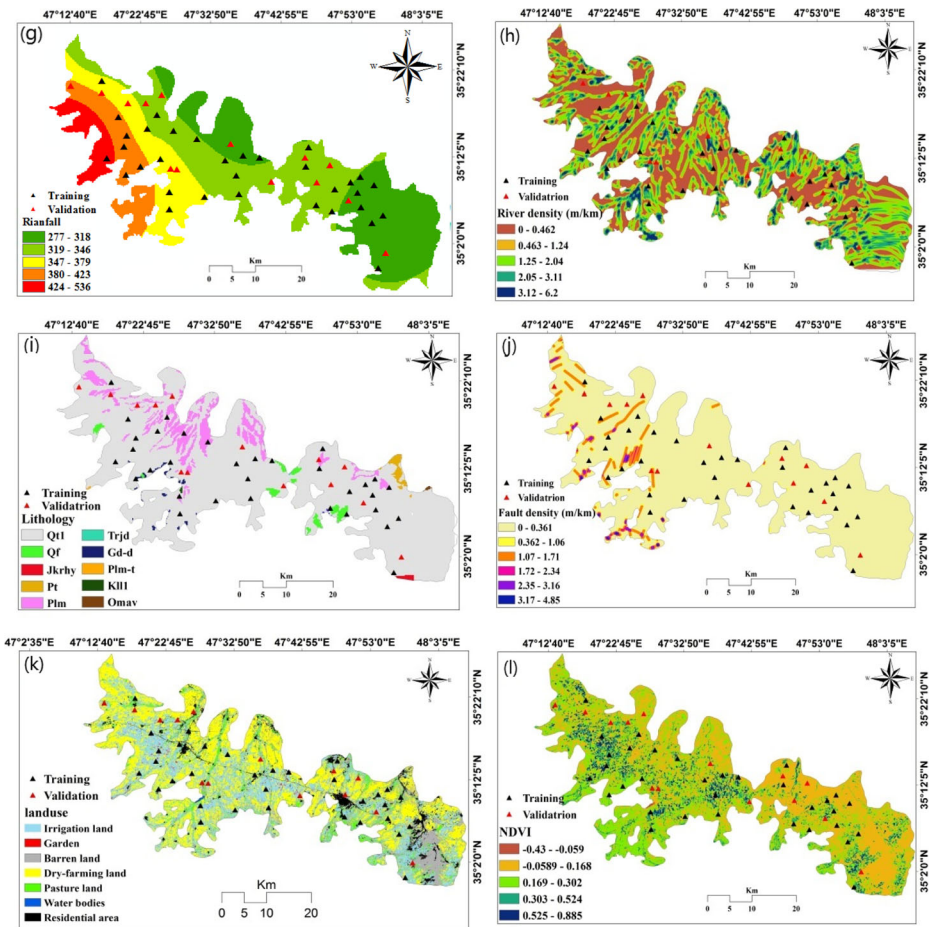 47°12'40"E 47°22'45"E 47°32'50"E 47°42'55"E 47°53'0"E 48°3'5"E
(g)
N
W E
S
35°22'10"N
35°12'5"N
35°2'0"N
Training
Validation
Rianfall
277 - 318
319 - 346
347 - 379
380 - 423
424 - 536
Km
0 5 10 20
47°12'40"E 47°22'45"E 47°32'50"E 47°42'55"E 47°53'0"E 48°3'5"E
(h)
N
W E
S
35°22'10"N
35°12'5"N
35°2'0"N
Training
Validatrion
River density (m/km)
0 - 0.462
0.463 - 1.24
1.25 - 2.04
2.05 - 3.11
3.12 - 6.2
Km
0 5 10 20
47°12'40"E 47°22'45"E 47°32'50"E 47°42'55"E 47°53'0"E 48°3'5"E
(i)
N
W E
S
35°22'10"N
35°12'5"N
35°2'0"N
Training
Validatrion
Lithology
Qt1 Trjd
Qf Gd-d
Jkrhy Plm-t
Pt Kll1
Plm Omav
Km
0 5 10 20
47°12'40"E 47°22'45"E 47°32'50"E 47°42'55"E 47°53'0"E 48°3'5"E
(j)
N
W E
S
35°22'10"N
35°12'5"N
35°2'0"N
Training
Validatrion
Fault density (m/km)
0 - 0.361
0.362 - 1.06
1.07 - 1.71
1.72 - 2.34
2.35 - 3.16
3.17 - 4.85
Km
0 5 10 20
47°2'35"E 47°12'40"E 47°22'45"E 47°32'50"E 47°42'55"E 47°53'0"E 48°3'5"E
(k)
N
W E
S
35°22'10"N
35°12'5"N
35°2'0"N
Training
Validation
landuse
Irrigation land
Garden
Barren land
Dry-farming land
Pasture land
Water bodies
Residential area
Km
0 5 10 20
47°12'40"E 47°22'45"E 47°32'50"E 47°42'55"E 47°53'0"E 48°3'5"E
(l)
N
W E
S
35°22'10"N
35°12'5"N
35°2'0"N
Training
Validatrion
NDVI
-0.43 - -0.059
-0.0589 - 0.168
0.169 - 0.302
0.303 - 0.524
0.525 - 0.885
Km
0 5 10 20